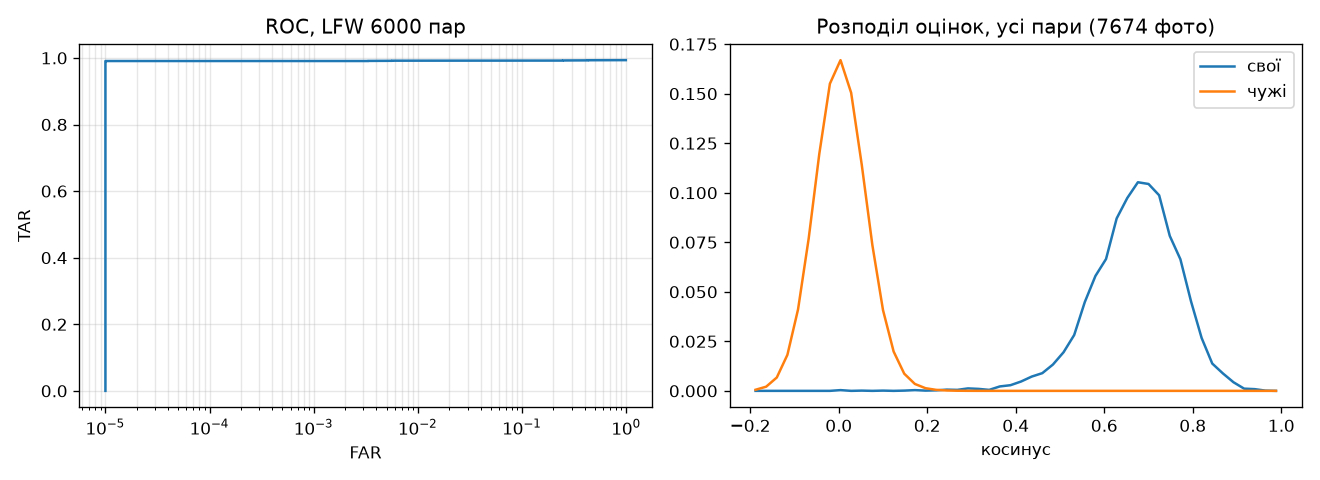 ROC, LFW 6000 пар
1.0
0.8
0.6
0.4
0.2
0.0
TAR
10⁻⁵ 10⁻⁴ 10⁻³ 10⁻² 10⁻¹ 10⁰
FAR
Розподіл оцінок, усі пари (7674 фото)
0.175
0.150
0.125
0.100
0.075
0.050
0.025
0.000
свої
чужі
−0.2 0.0 0.2 0.4 0.6 0.8 1.0
косинус